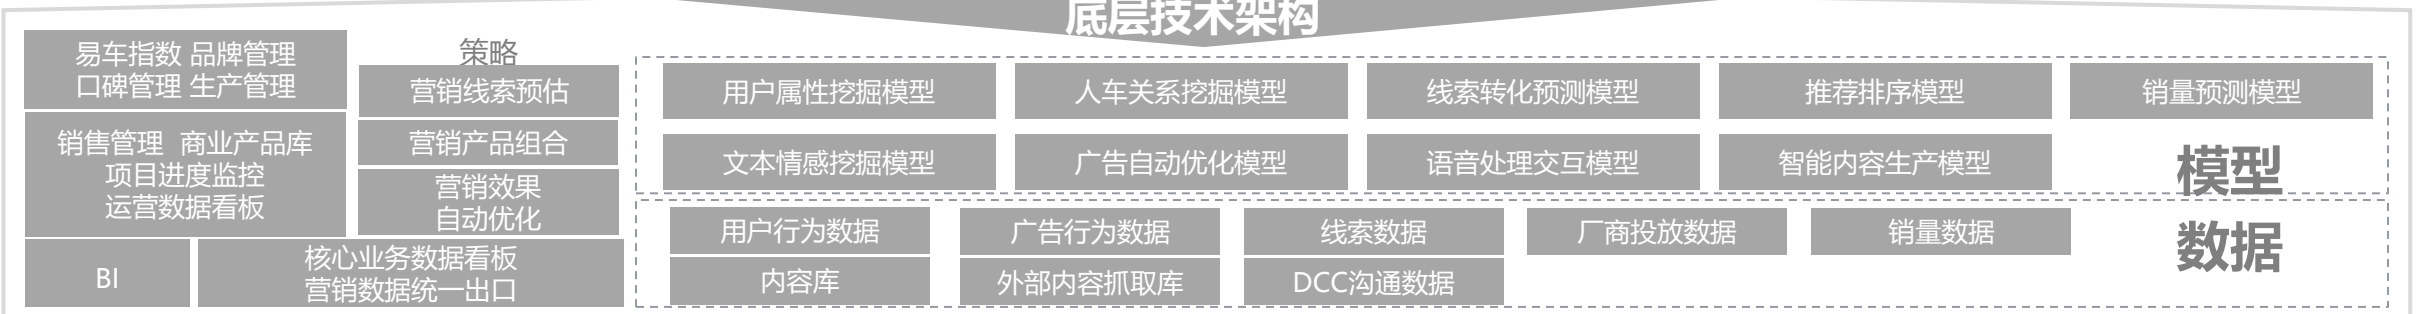 底层技术架构
易车指数 品牌管理
口碑管理 生产管理
销售管理 商业产品库
项目进度监控
运营数据看板
BI
核心业务数据看板
营销数据统一出口
策略
营销线索预估
营销产品组合
营销效果
自动优化
用户属性挖掘模型
人车关系挖掘模型
线索转化预测模型
推荐排序模型
销量预测模型
文本情感挖掘模型
广告自动优化模型
语音处理交互模型
智能内容生产模型
模型
用户行为数据
广告行为数据
线索数据
厂商投放数据
销量数据
数据
内容库
外部内容抓取库
DCC沟通数据